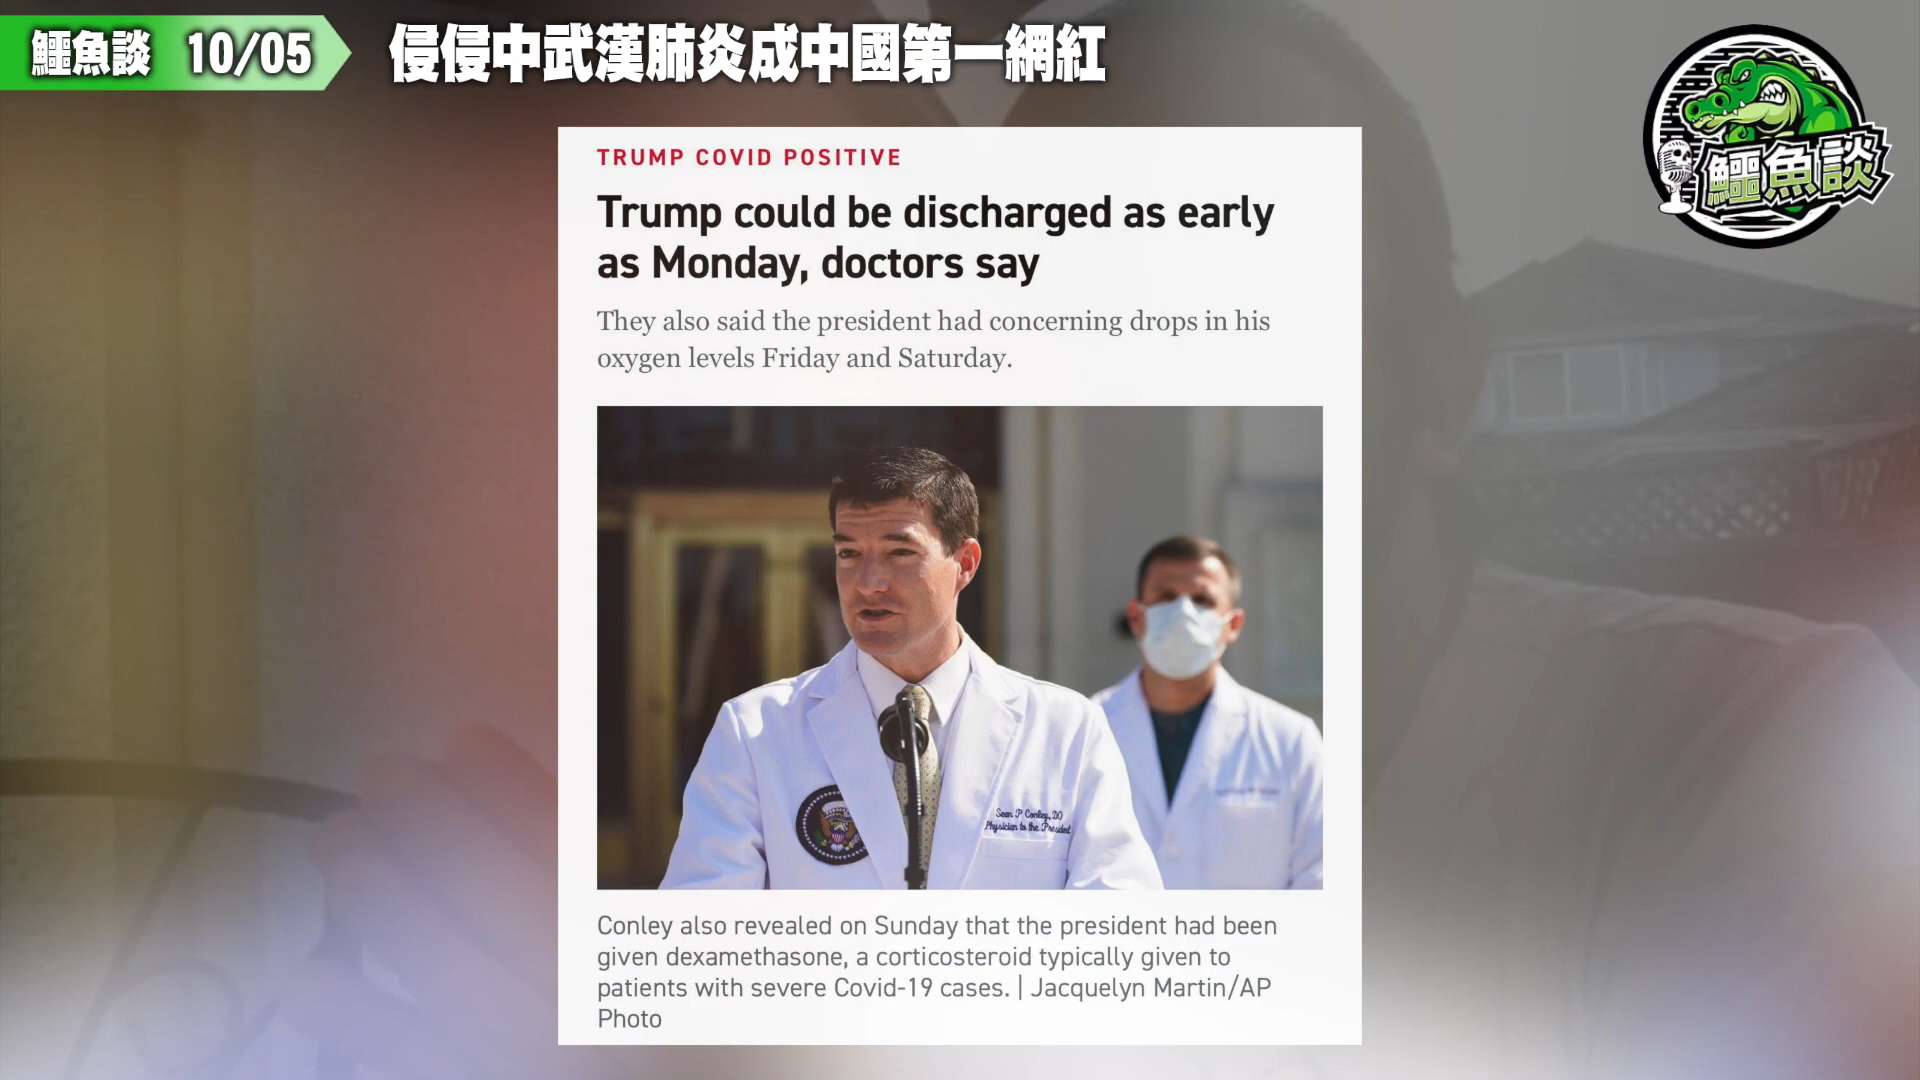 鱷魚談 10/05
侵侵中武漢肺炎成中國第一網紅
鱷魚談
TRUMP COVID POSITIVE
Trump could be discharged as early
as Monday, doctors say
They also said the president had concerning drops in his
oxygen levels Friday and Saturday.
Sean P Conley, DO
Physician to the President
Conley also revealed on Sunday that the president had been
given dexamethasone, a corticosteroid typically given to
patients with severe Covid-19 cases. | Jacquelyn Martin/AP
Photo